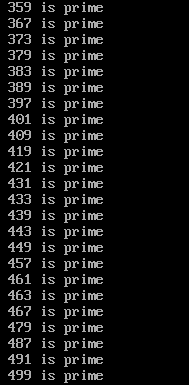 359 is prime
367 is prime
373 is prime
379 is prime
383 is prime
389 is prime
397 is prime
401 is prime
409 is prime
419 is prime
421 is prime
431 is prime
433 is prime
439 is prime
443 is prime
449 is prime
457 is prime
461 is prime
463 is prime
467 is prime
479 is prime
487 is prime
491 is prime
499 is prime